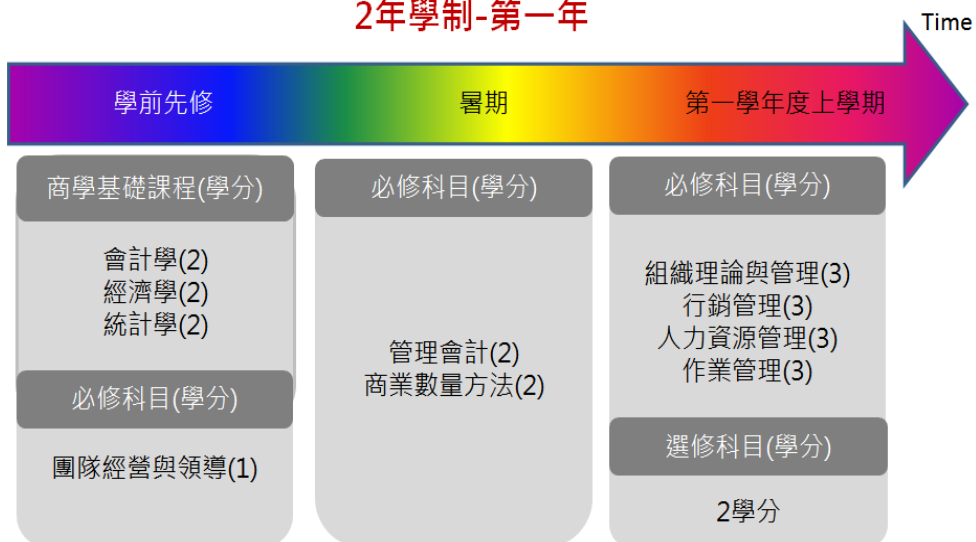 2年學制-第一年
Time
學前先修
暑期
第一學年度上學期
商學基礎課程(學分)
會計學(2)
經濟學(2)
統計學(2)
必修科目(學分)
團隊經營與領導(1)
必修科目(學分)
管理會計(2)
商業數量方法(2)
必修科目(學分)
組織理論與管理(3)
行銷管理(3)
人力資源管理(3)
作業管理(3)
選修科目(學分)
2學分